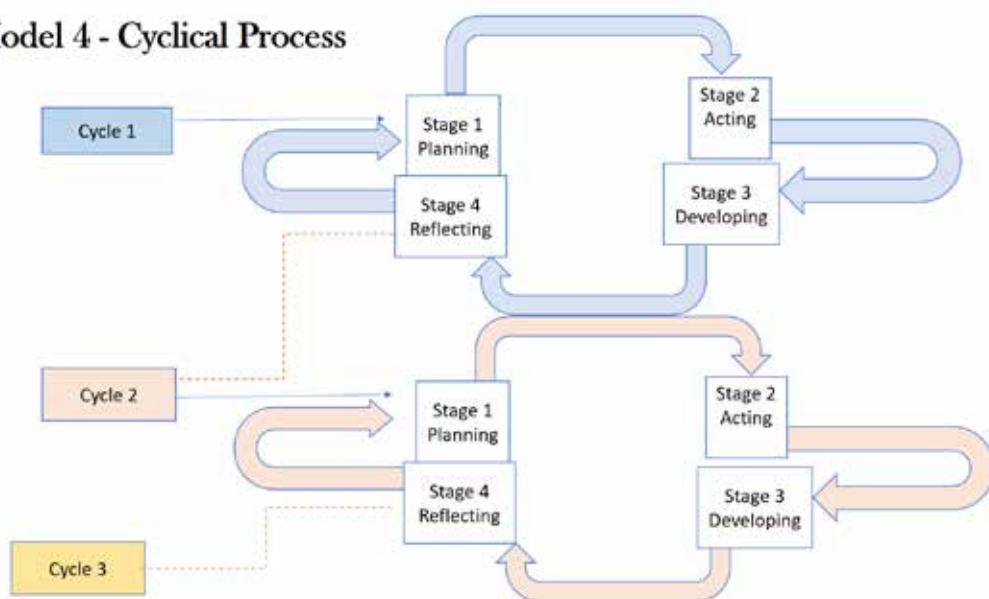 odel 4 - Cyclical Process
Cycle 1
Stage 1
Planning
Stage 4
Reflecting
Stage 2
Acting
Stage 3
Developing
Cycle 2
Stage 1
Planning
Stage 4
Reflecting
Stage 2
Acting
Stage 3
Developing
Cycle 3